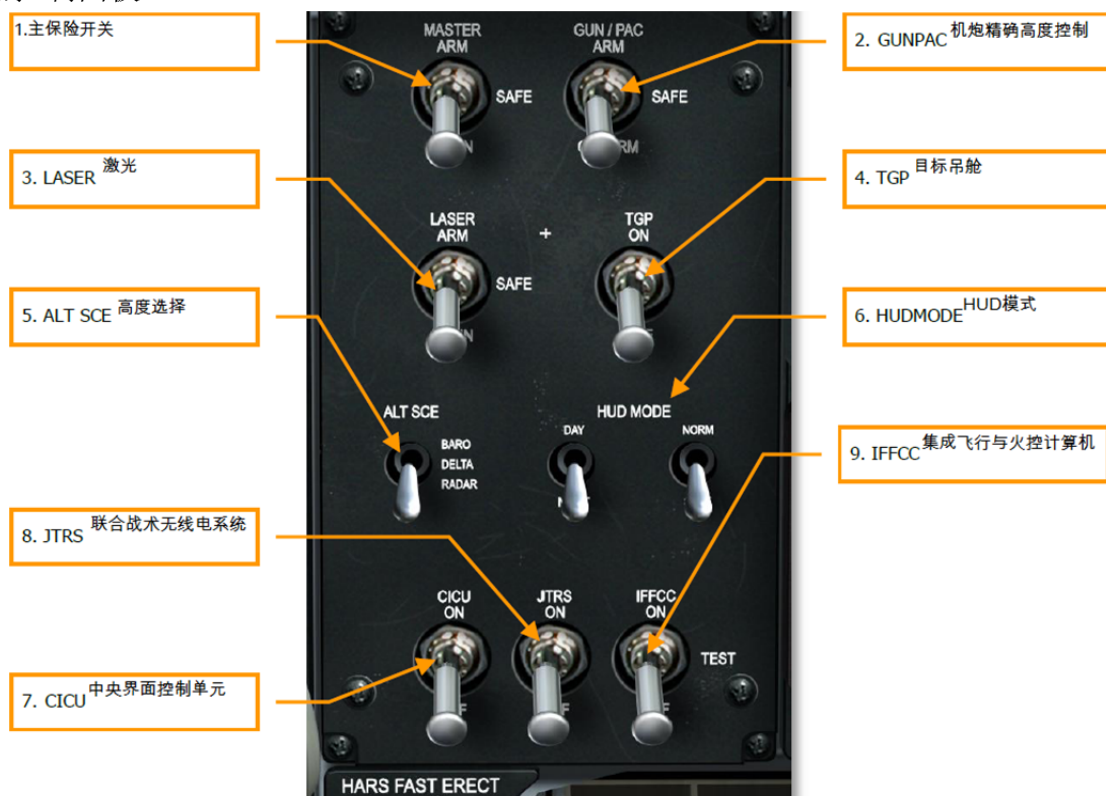 1.主保险开关
2. GUNPAC 机炮精确高度控制
3. LASER 激光
4. TGP 目标吊舱
5. ALT SCE 高度选择
6. HUDMODE HUD模式
9. IFFCC 集成飞行与火控计算机
8. JTRS 联合战术无线电系统
7. CICU 中央界面控制单元
MASTER
ARM
SAFE
GUN / PAC
ARM
SAFE
LASER
ARM
SAFE
TGP
ON
ALT SCE
BARO
DELTA
RADAR
HUD MODE
DAY
NORM
CICU
ON
JTRS
ON
IFFCC
ON
TEST
HARS FAST ERECT